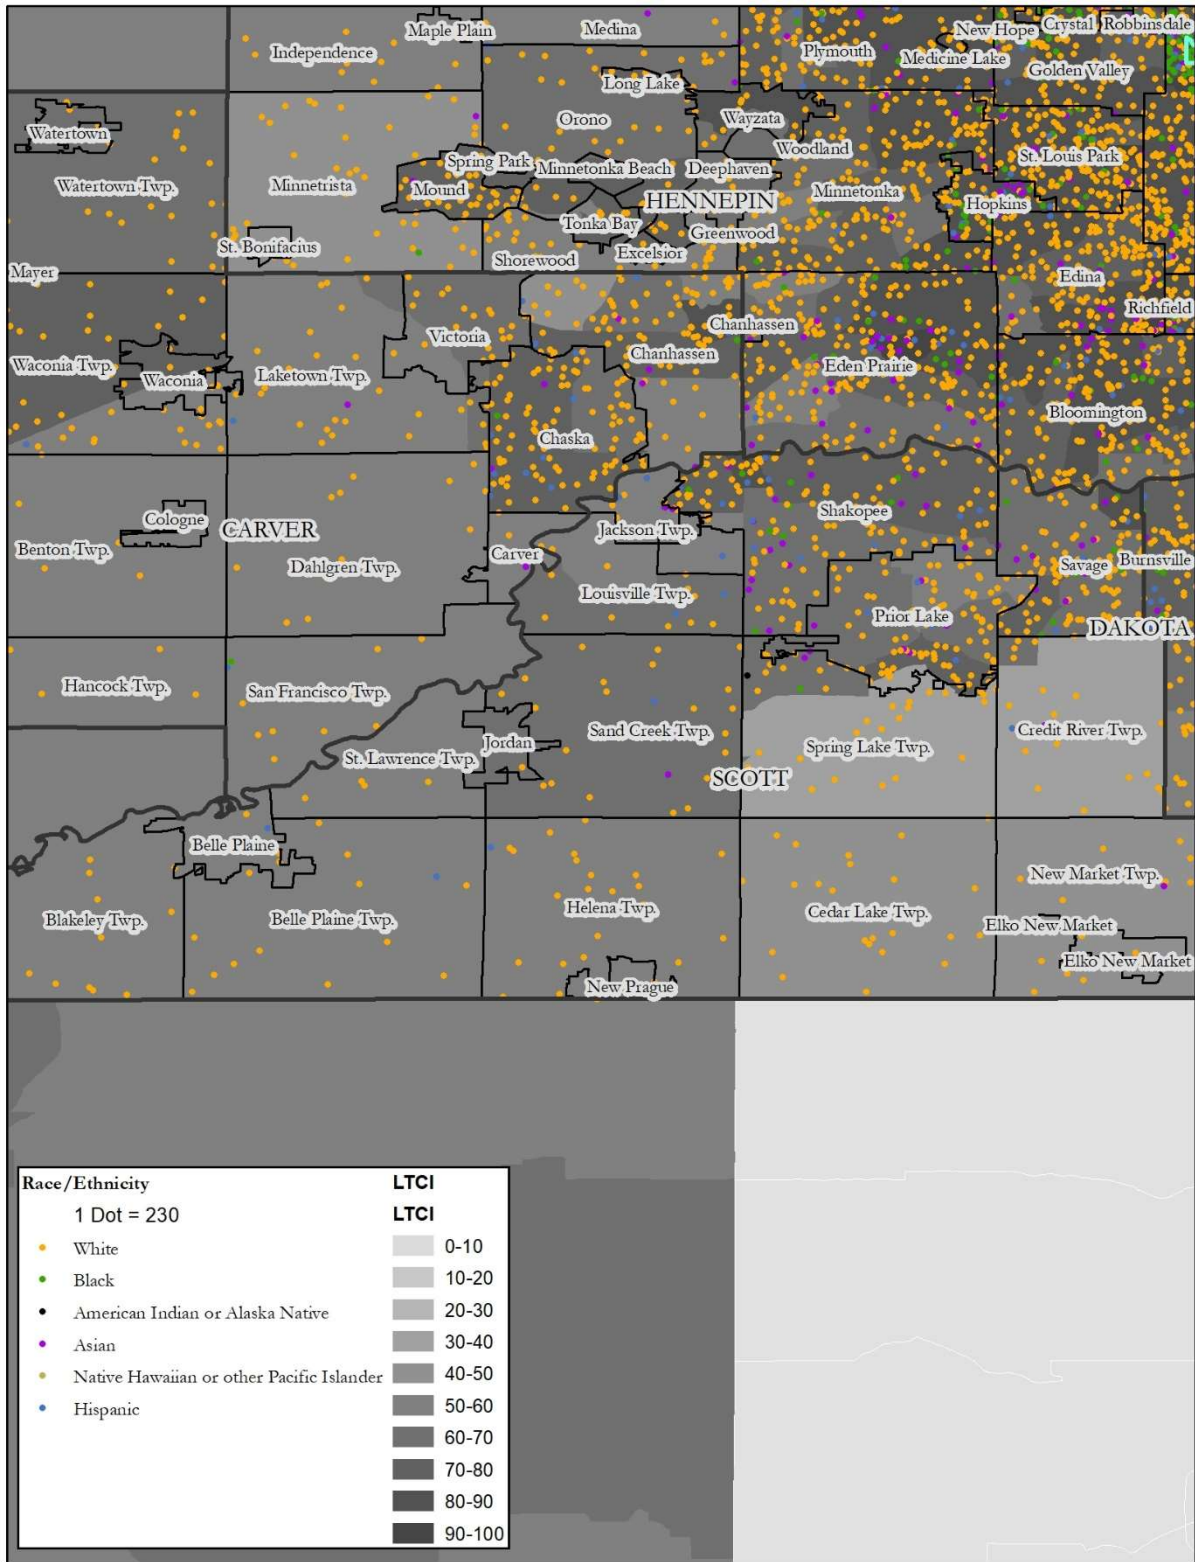 Maple Plain
Medina
New Hope
Crystal
Robbinsdale
Independence
Plymouth
Medicine Lake
Golden Valley
Long Lake
Watertown
Orono
Wayzata
Woodland
St. Louis Park
Watertown Twp.
Minnetrista
Spring Park
Minnetonka Beach
Deephaven
Mound
HENNEPIN
Minnetonka
Hopkins
Tonka Bay
Greenwood
St. Bonifacius
Shorewood
Excelsior
Mayer
Edina
Richfield
Victoria
Chanhassen
Waconia Twp.
Waconia
Laketown Twp.
Chanhassen
Eden Prairie
Bloomington
Chaska
Cologne
CARVER
Benton Twp.
Dahlgren Twp.
Carver
Jackson Twp.
Shakopee
Louisville Twp.
Savage
Burnsville
Prior Lake
DAKOTA
Hancock Twp.
San Francisco Twp.
St. Lawrence Twp.
Jordan
Sand Creek Twp.
Spring Lake Twp.
Credit River Twp.
SCOTT
Belle Plaine
Blakeley Twp.
Belle Plaine Twp.
Helena Twp.
Cedar Lake Twp.
New Market Twp.
Elko New Market
Elko New Market
New Prague
Race/Ethnicity
1 Dot = 230
White
Black
American Indian or Alaska Native
Asian
Native Hawaiian or other Pacific Islander
Hispanic
LTCI
LTCI
0-10
10-20
20-30
30-40
40-50
50-60
60-70
70-80
80-90
90-100